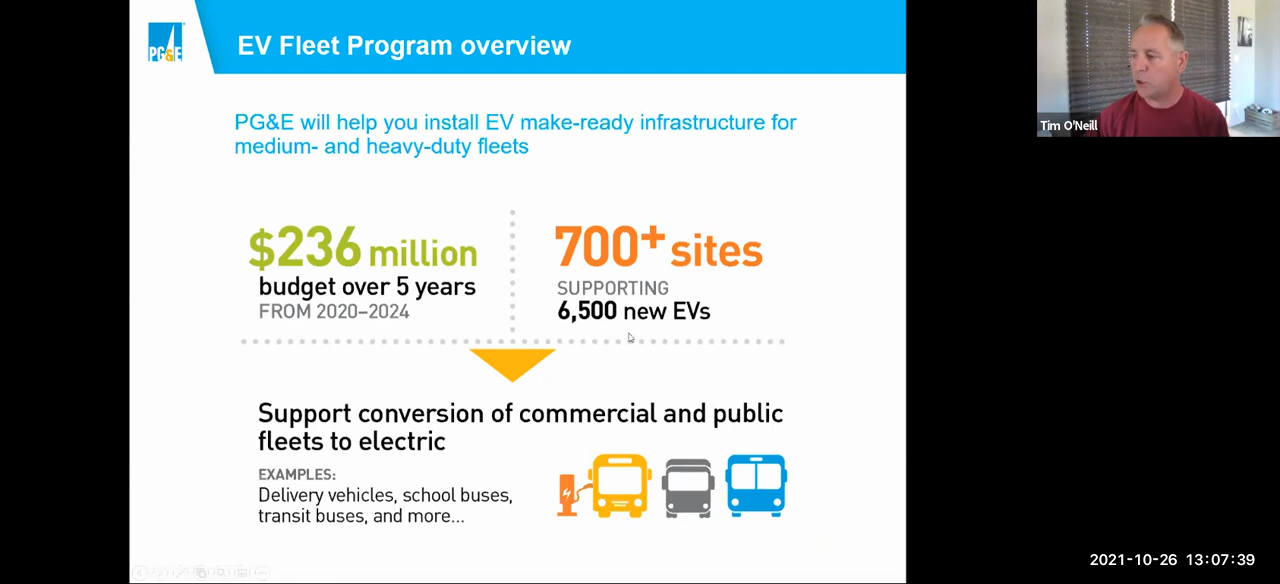 PG&E
EV Fleet Program overview
PG&E will help you install EV make-ready infrastructure for
medium- and heavy-duty fleets
$236 million
budget over 5 years
FROM 2020–2024
700+ sites
SUPPORTING
6,500 new EVs
Support conversion of commercial and public
fleets to electric
EXAMPLES:
Delivery vehicles, school buses,
transit buses, and more...
Tim O'Neill
2021-10-26 13:07:39